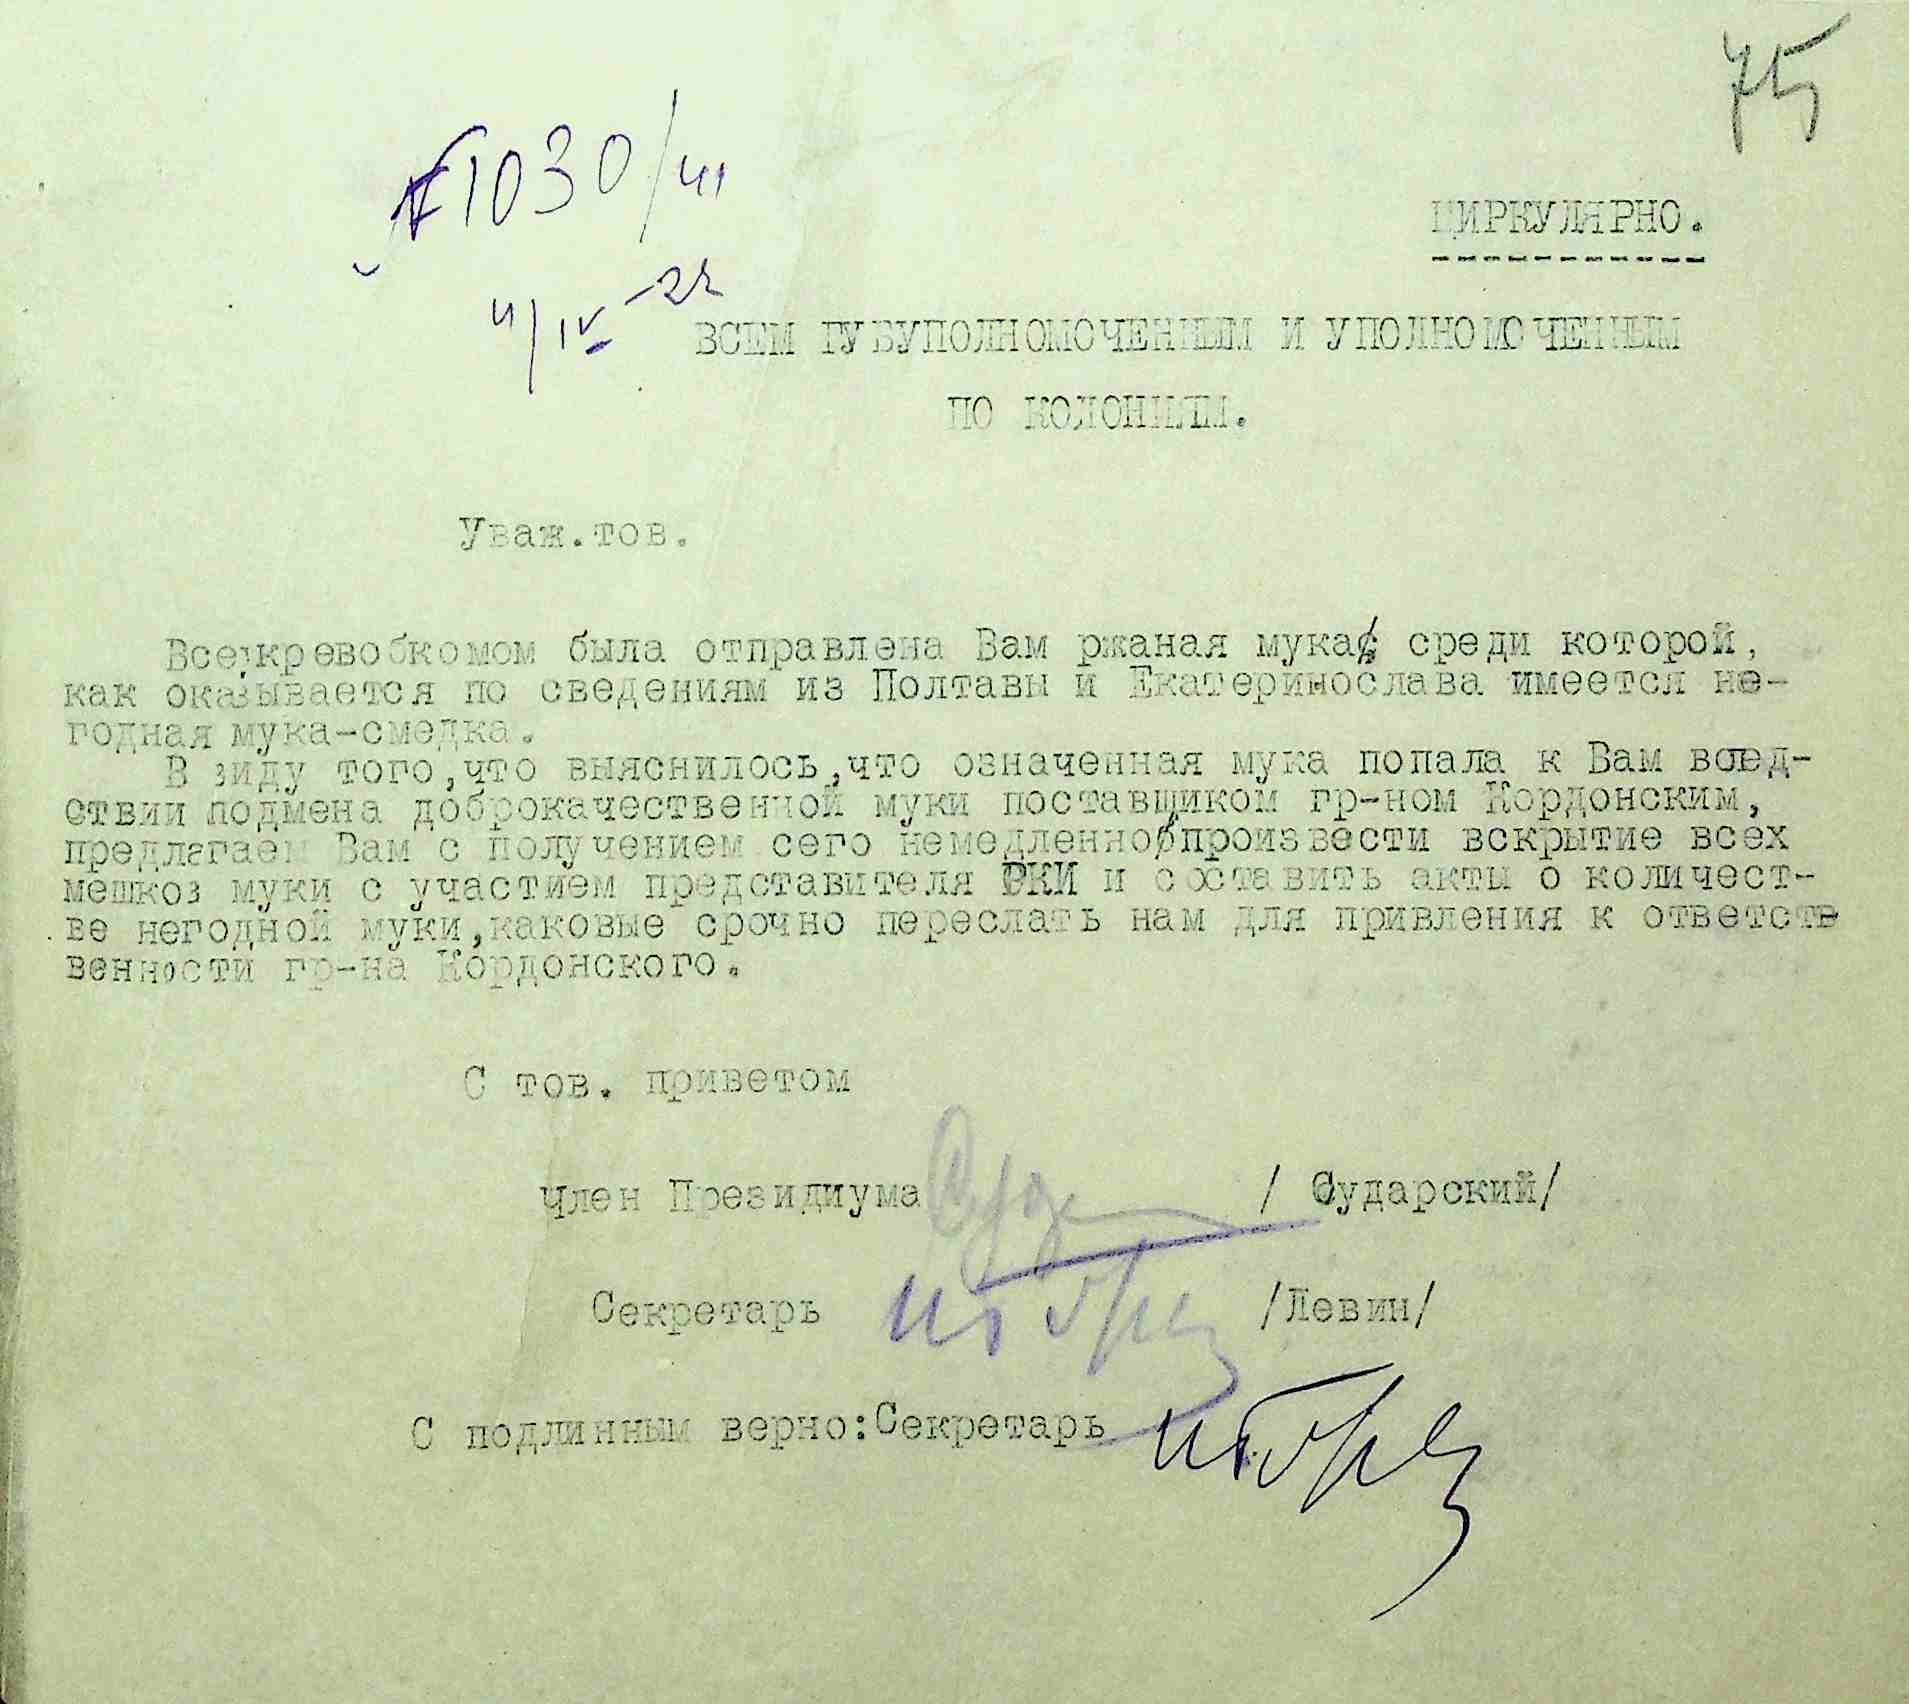 75
№1030/
4/IV-22
ЦИРКУЛЯРНО.
ВСЕМ ГУБУПОЛНОМОЧЕННЫМ И УПОЛНОМОЧЕННЫМ
ПО КОЛОНИЯМ.
Уваж.тов.
Всеукревобкомом была отправлена Вам ржаная мука, среди которой,
как оказывается по сведениям из Полтавы и Екатеринослава имеется не-
годная мука-смедка.
В виду того,что выяснилось,что означенная мука попала к Вам вслед-
ствии подмена доброкачественной муки поставщиком гр-ном Кордонским,
предлагаем Вам с получением сего немедленно произвести вскрытие всех
мешков муки с участием представителя РКИ и составить акты о количест-
ве негодной муки,каковые срочно переслать нам для привления к ответств
венности гр-на Кордонского.
С тов. приветом
Член Президиума / Сударский/
Секретарь /Левин/
С подлинным верно:Секретарь